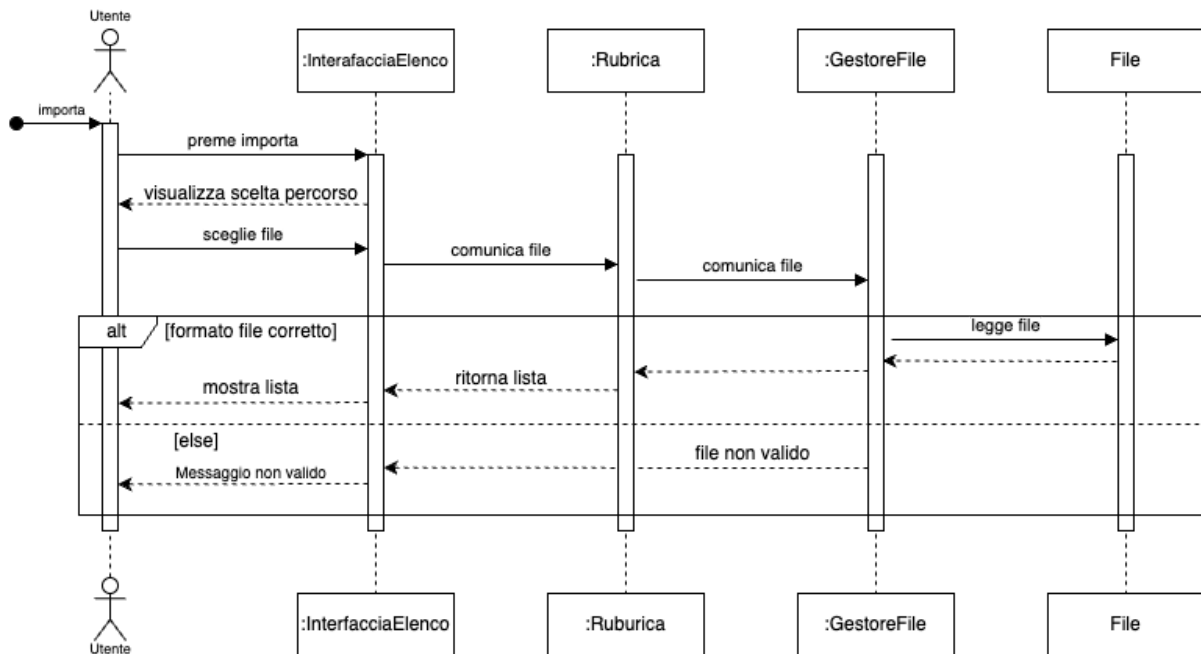 Utente
:InterafacciaElenco
:Rubrica
:GestoreFile
File
importa
preme importa
visualizza scelta percorso
sceglie file
comunica file
comunica file
alt
[formato file corretto]
legge file
ritorna lista
mostra lista
[else]
file non valido
Messaggio non valido
Utente
:InterfacciaElenco
:Ruburica
:GestoreFile
File